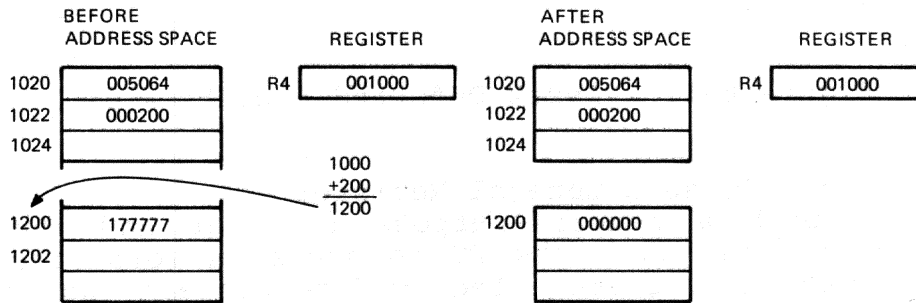 BEFORE
ADDRESS SPACE
REGISTER
AFTER
ADDRESS SPACE
REGISTER
1020 005064
R4 001000
1020 005064
R4 001000
1022 000200
1022 000200
1024
1024
1000
+200
1200
1200 177777
1200 000000
1202